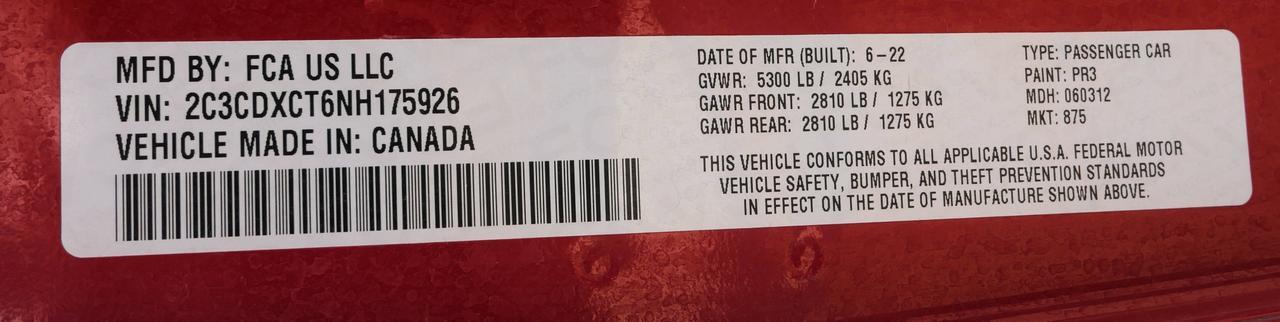 MFD BY: FCA US LLC
VIN: 2C3CDXCT6NH175926
VEHICLE MADE IN: CANADA
DATE OF MFR (BUILT): 6-22
GVWR: 5300 LB / 2405 KG
GAWR FRONT: 2810 LB / 1275 KG
GAWR REAR: 2810 LB / 1275 KG
TYPE: PASSENGER CAR
PAINT: PR3
MDH: 060312
MKT: 875
THIS VEHICLE CONFORMS TO ALL APPLICABLE U.S.A. FEDERAL MOTOR
VEHICLE SAFETY, BUMPER, AND THEFT PREVENTION STANDARDS
IN EFFECT ON THE DATE OF MANUFACTURE SHOWN ABOVE.